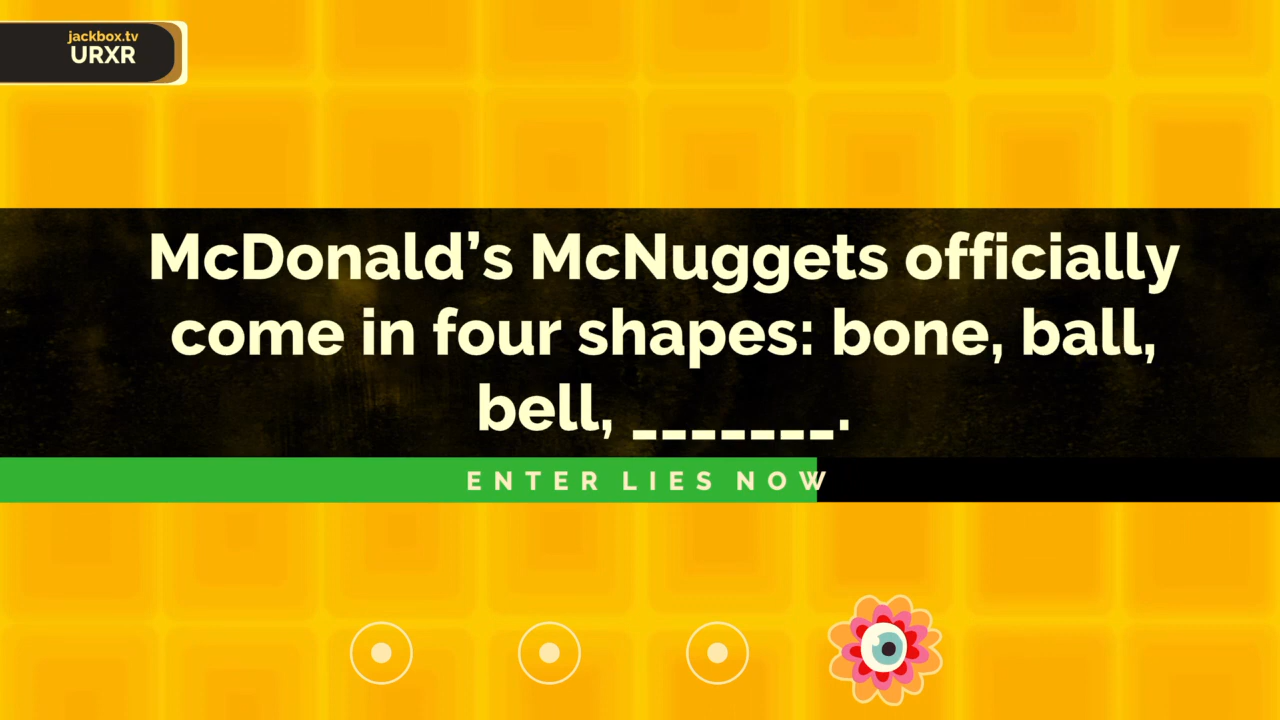 jackbox.tv
URXR
McDonald’s McNuggets officially
come in four shapes: bone, ball,
bell, _______.
ENTER LIES NOW